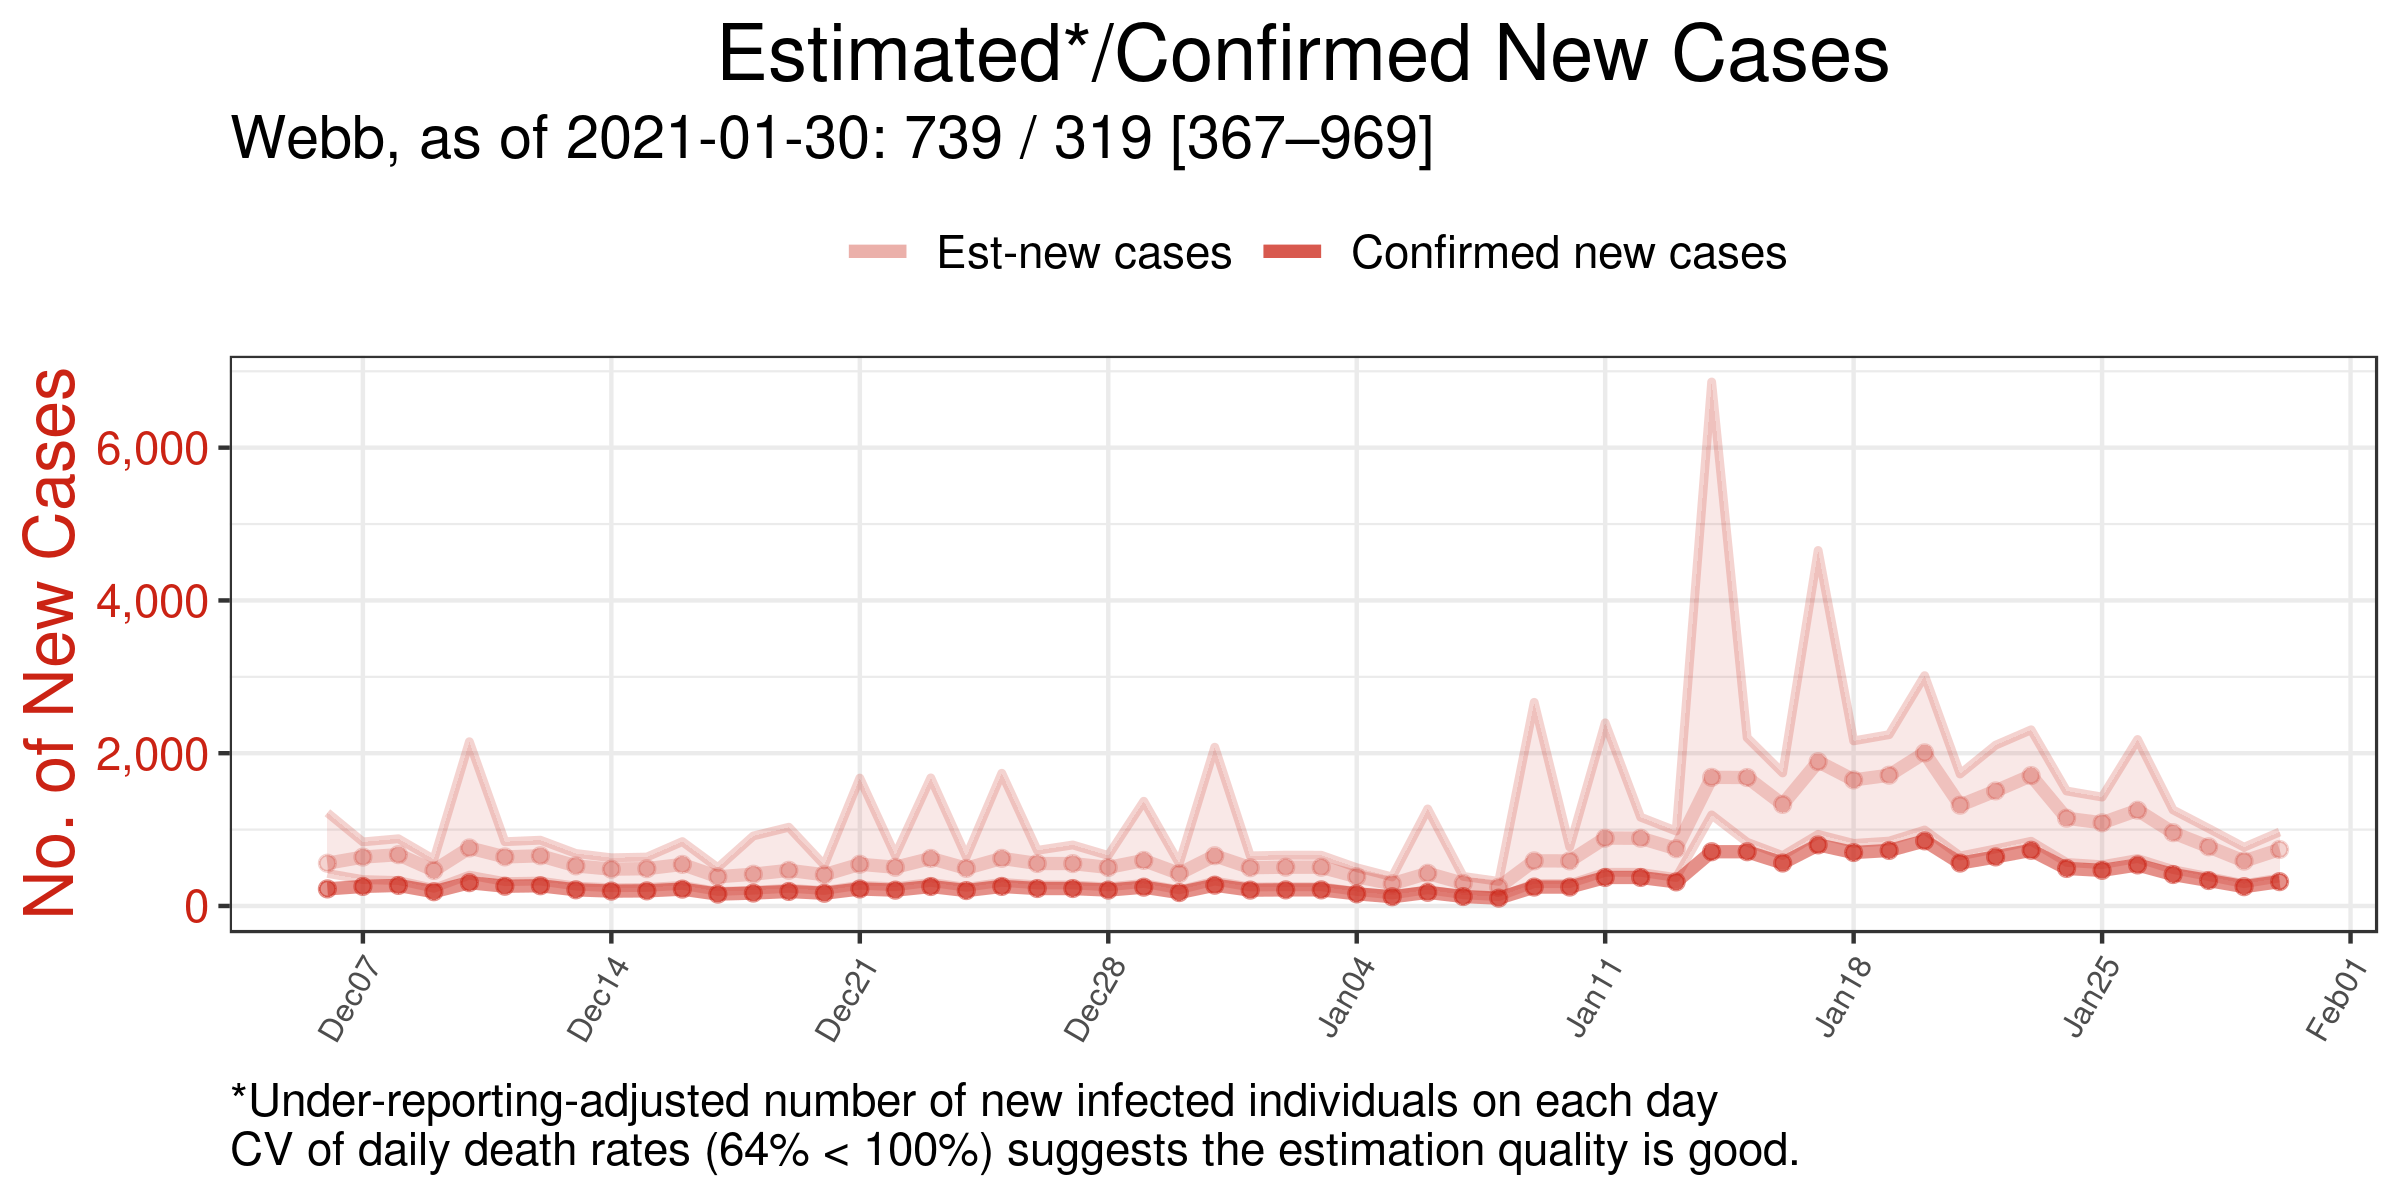 Estimated*/Confirmed New Cases
Webb, as of 2021-01-30: 739 / 319 [367–969]
Est-new cases
Confirmed new cases
No. of New Cases
6,000
4,000
2,000
0
Dec07
Dec14
Dec21
Dec28
Jan04
Jan11
Jan18
Jan25
Feb01
*Under-reporting-adjusted number of new infected individuals on each day
CV of daily death rates (64% < 100%) suggests the estimation quality is good.